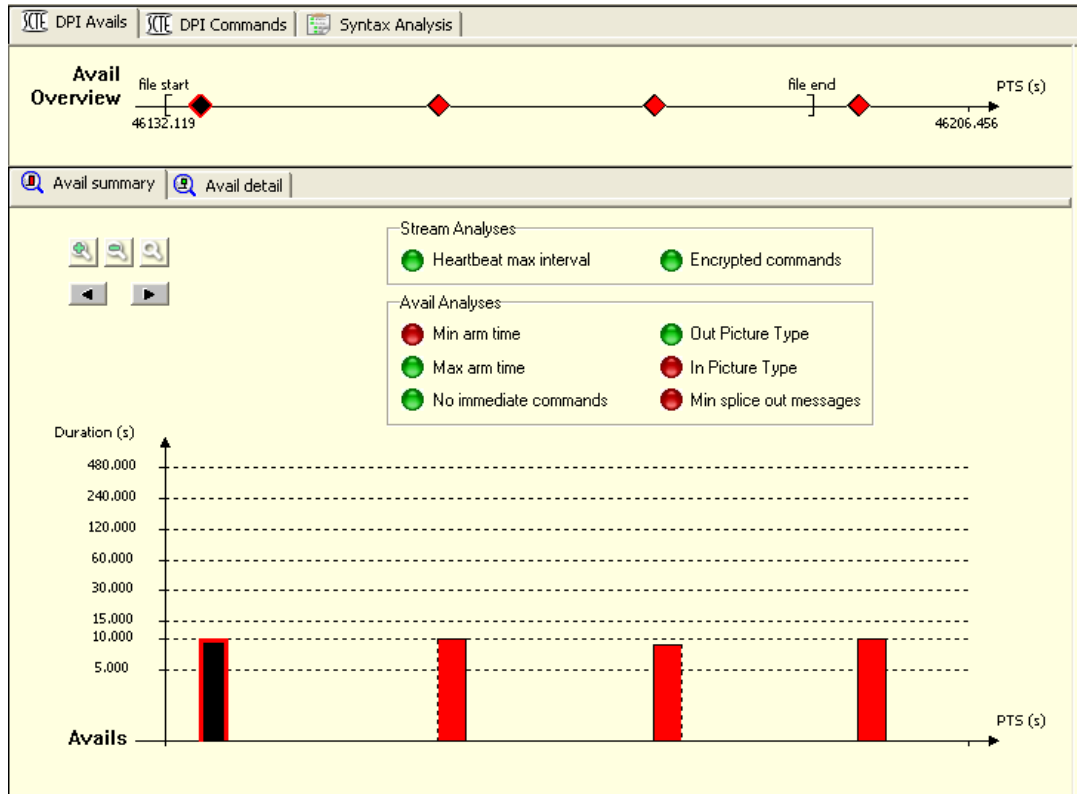 SCTE DPI Avails SCTE DPI Commands Syntax Analysis
Avail
Overview
file start
file end
PTS (s)
46132.119
46206.456
Avail summary Avail detail
Stream Analyses
Heartbeat max interval Encrypted commands
Avail Analyses
Min arm time Out Picture Type
Max arm time In Picture Type
No immediate commands Min splice out messages
Duration (s)
480.000
240.000
120.000
60.000
30.000
15.000
10.000
5.000
PTS (s)
Avails